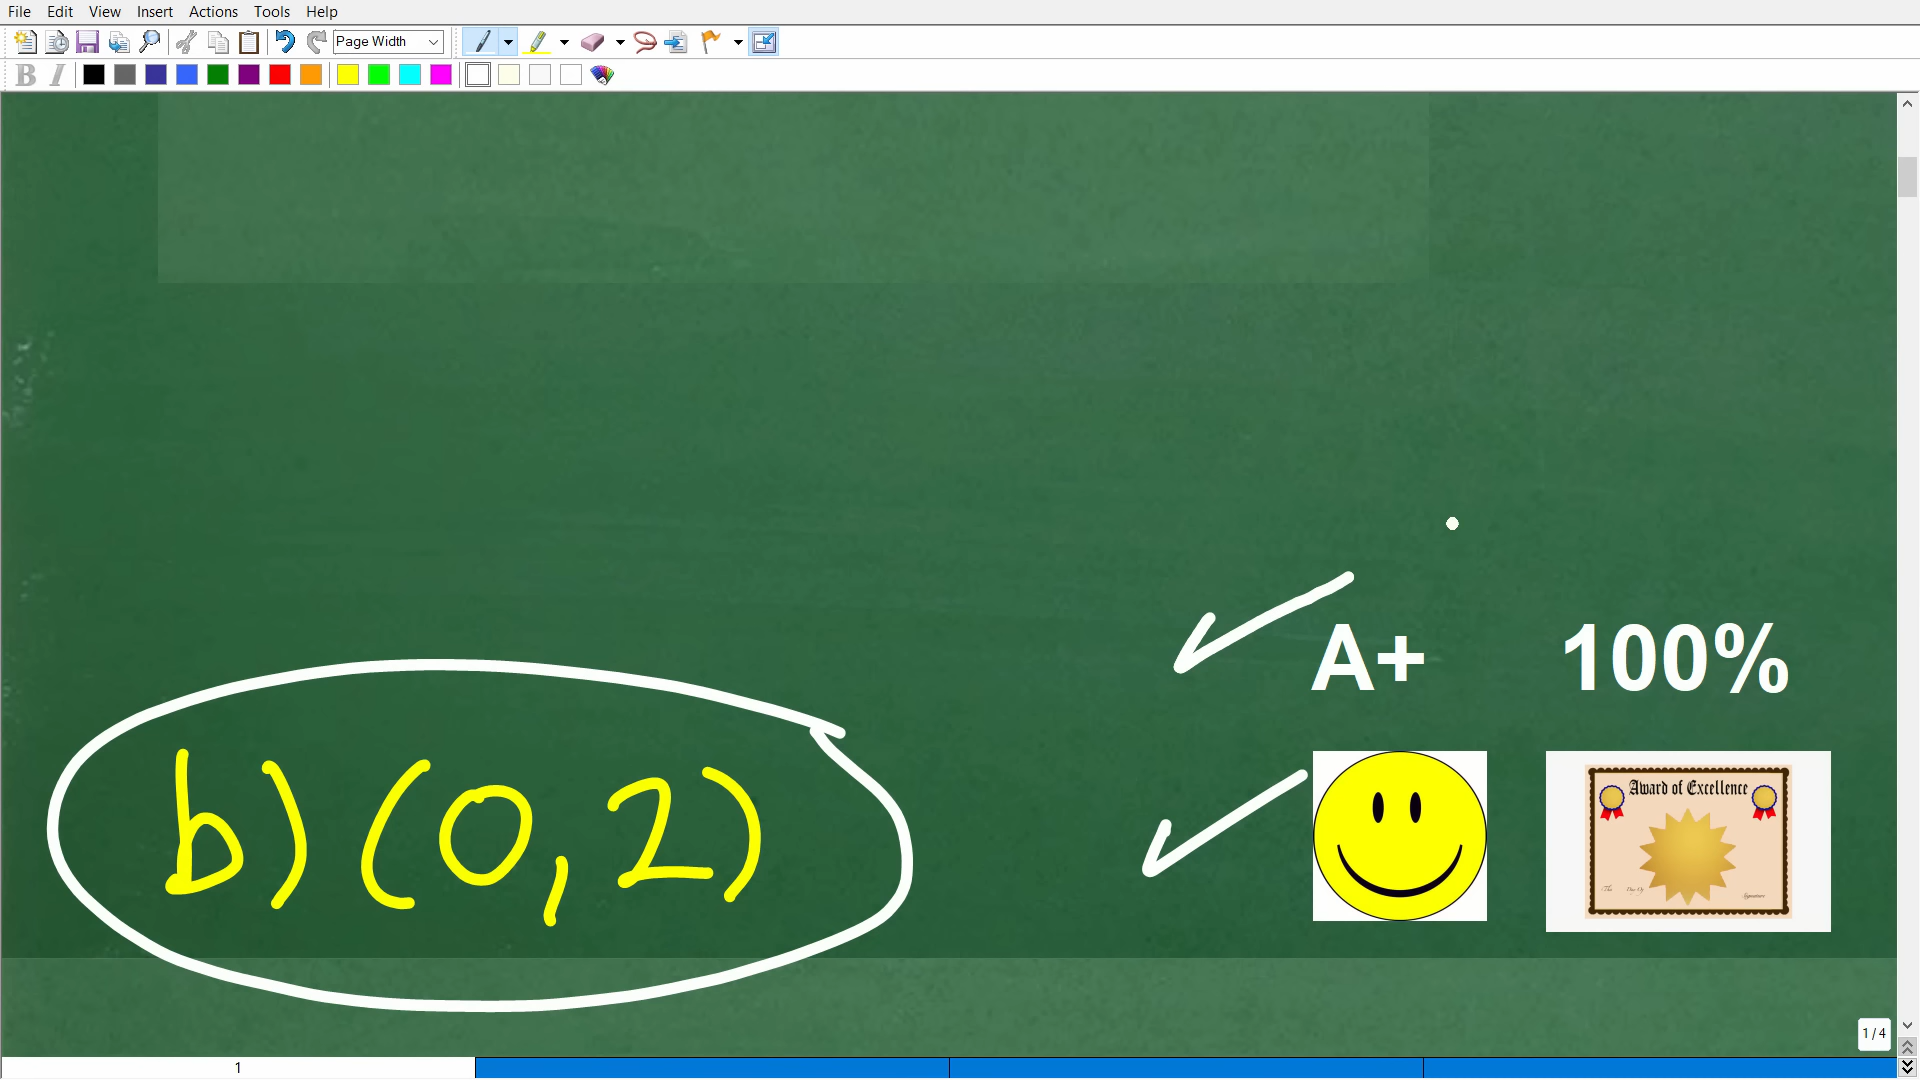 File Edit View Insert Actions Tools Help
Page Width
B I
A+ 100%
b) (0,2)
Award of Excellence
1 / 4
1